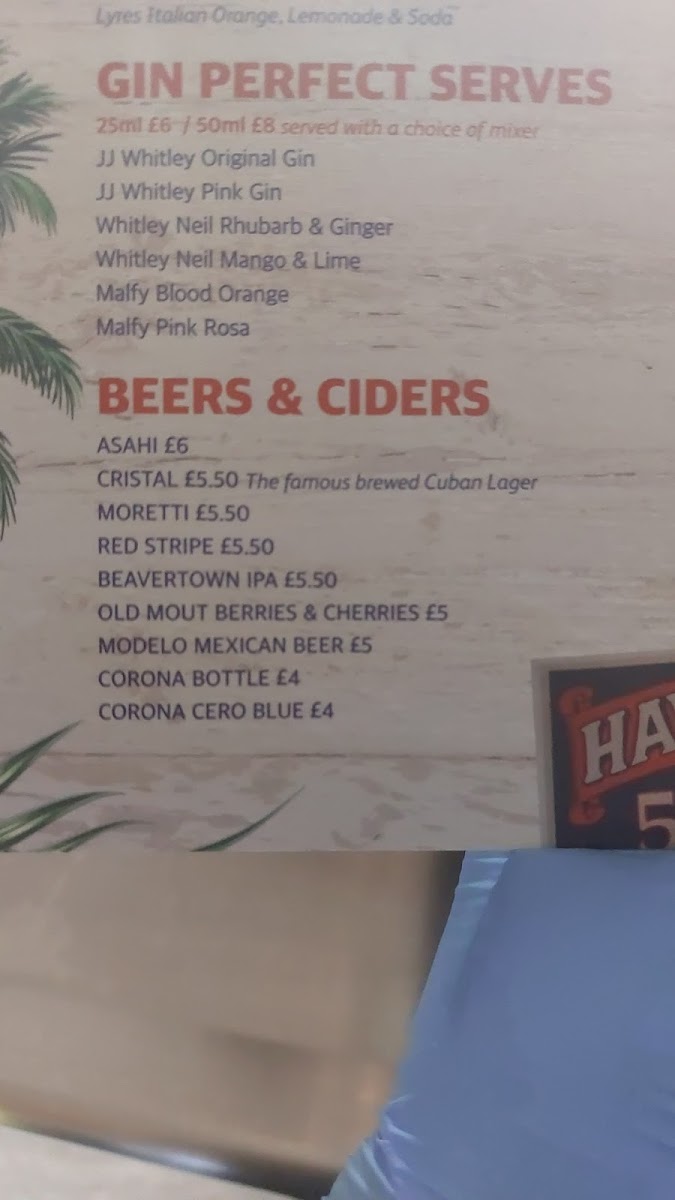 Lyres Italian Orange, Lemonade & Soda
GIN PERFECT SERVES
25ml £6 / 50ml £8 served with a choice of mixer
JJ Whitley Original Gin
JJ Whitley Pink Gin
Whitley Neil Rhubarb & Ginger
Whitley Neil Mango & Lime
Malfy Blood Orange
Malfy Pink Rosa
BEERS & CIDERS
ASAHI £6
CRISTAL £5.50 The famous brewed Cuban Lager
MORETTI £5.50
RED STRIPE £5.50
BEAVERTOWN IPA £5.50
OLD MOUT BERRIES & CHERRIES £5
MODELO MEXICAN BEER £5
CORONA BOTTLE £4
CORONA CERO BLUE £4
HA
5